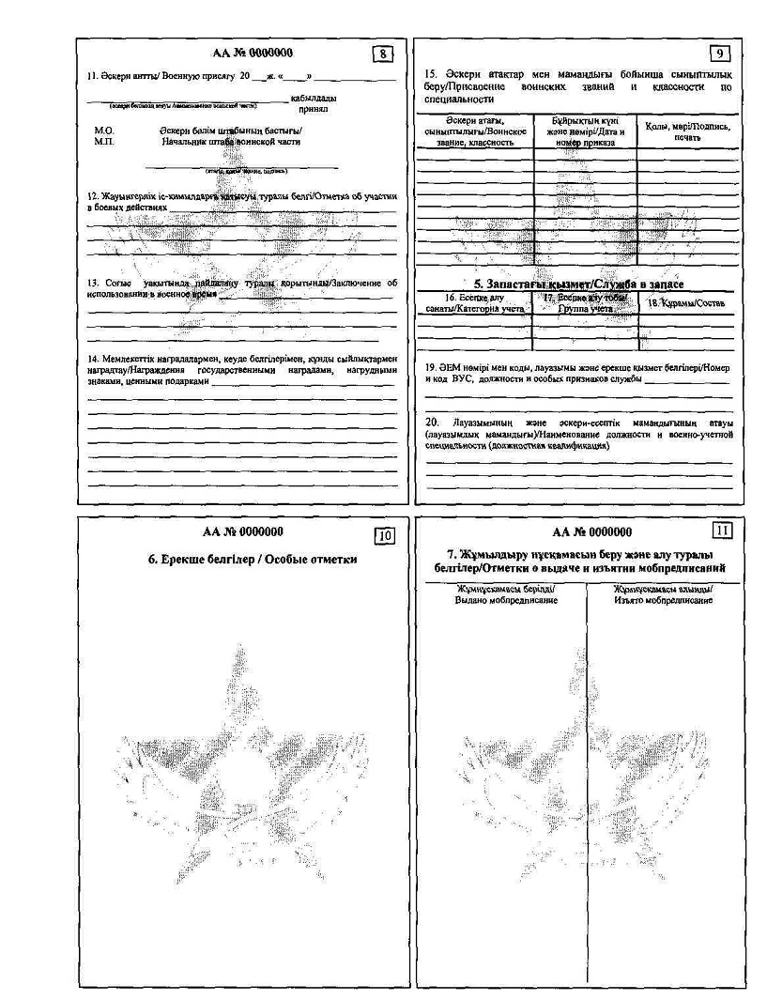 АА № 0000000
8
11. Әскери антты/ Военную присягу 20 ___ж. «____» ____________
______________________________ қабылдады
(әскери бөлімнің атауы /наименование воинской части)
принял
М.О. Әскери бөлім штабының бастығы/
М.П. Начальник штаба воинской части
(атағы, қолы/ звание, подпись)
12. Жауынгерлік іс-қимылдарға қатысуы туралы белгі/Отметка об участии
в боевых действиях
13. Соғыс уақытында пайдалану туралы қорытынды/Заключение об
использовании в военное время
14. Мемлекеттік наградалармен, кеуде белгілерімен, құнды сыйлықтармен
наградтау/Награждения государственными наградами, нагрудными
знаками, ценными подарками
9
15. Әскери атақтар мен мамандығы бойынша сыныптылық
беру/Присвоение воинских званий и классности по
специальности
Әскери атағы,
сыныптылығы/Воинское
звание, классность
Бұйрықтың күні
және нөмірі/Дата и
номер приказа
Қолы, мөрі/Подпись,
печать
5. Запастағы қызмет/Служба в запасе
16. Есепке алу
санаты/Категория учета
17. Есепке алу тобы/
Группа учета
18. Құрамы/Состав
19. ӘЕМ нөмірі мен коды, лауазымы және ерекше қызмет белгілері/Номер
и код ВУС, должности и особых признаков службы
20. Лауазымының және әскери-есептік мамандығының атауы
(лауазымдық мамандығы)/Наименование должности и военно-учетной
специальности (должностная квалификация)
АА № 0000000
10
6. Ерекше белгілер / Особые отметки
АА № 0000000
11
7. Жұмылдыру нұсқамасын беру және алу туралы
белгілер/Отметки о выдаче и изъятии мобпредписаний
Жұмнұсқамасы берілді/
Выдано мобпредписание
Жұмнұсқамасы алынды/
Изъято мобпредписание